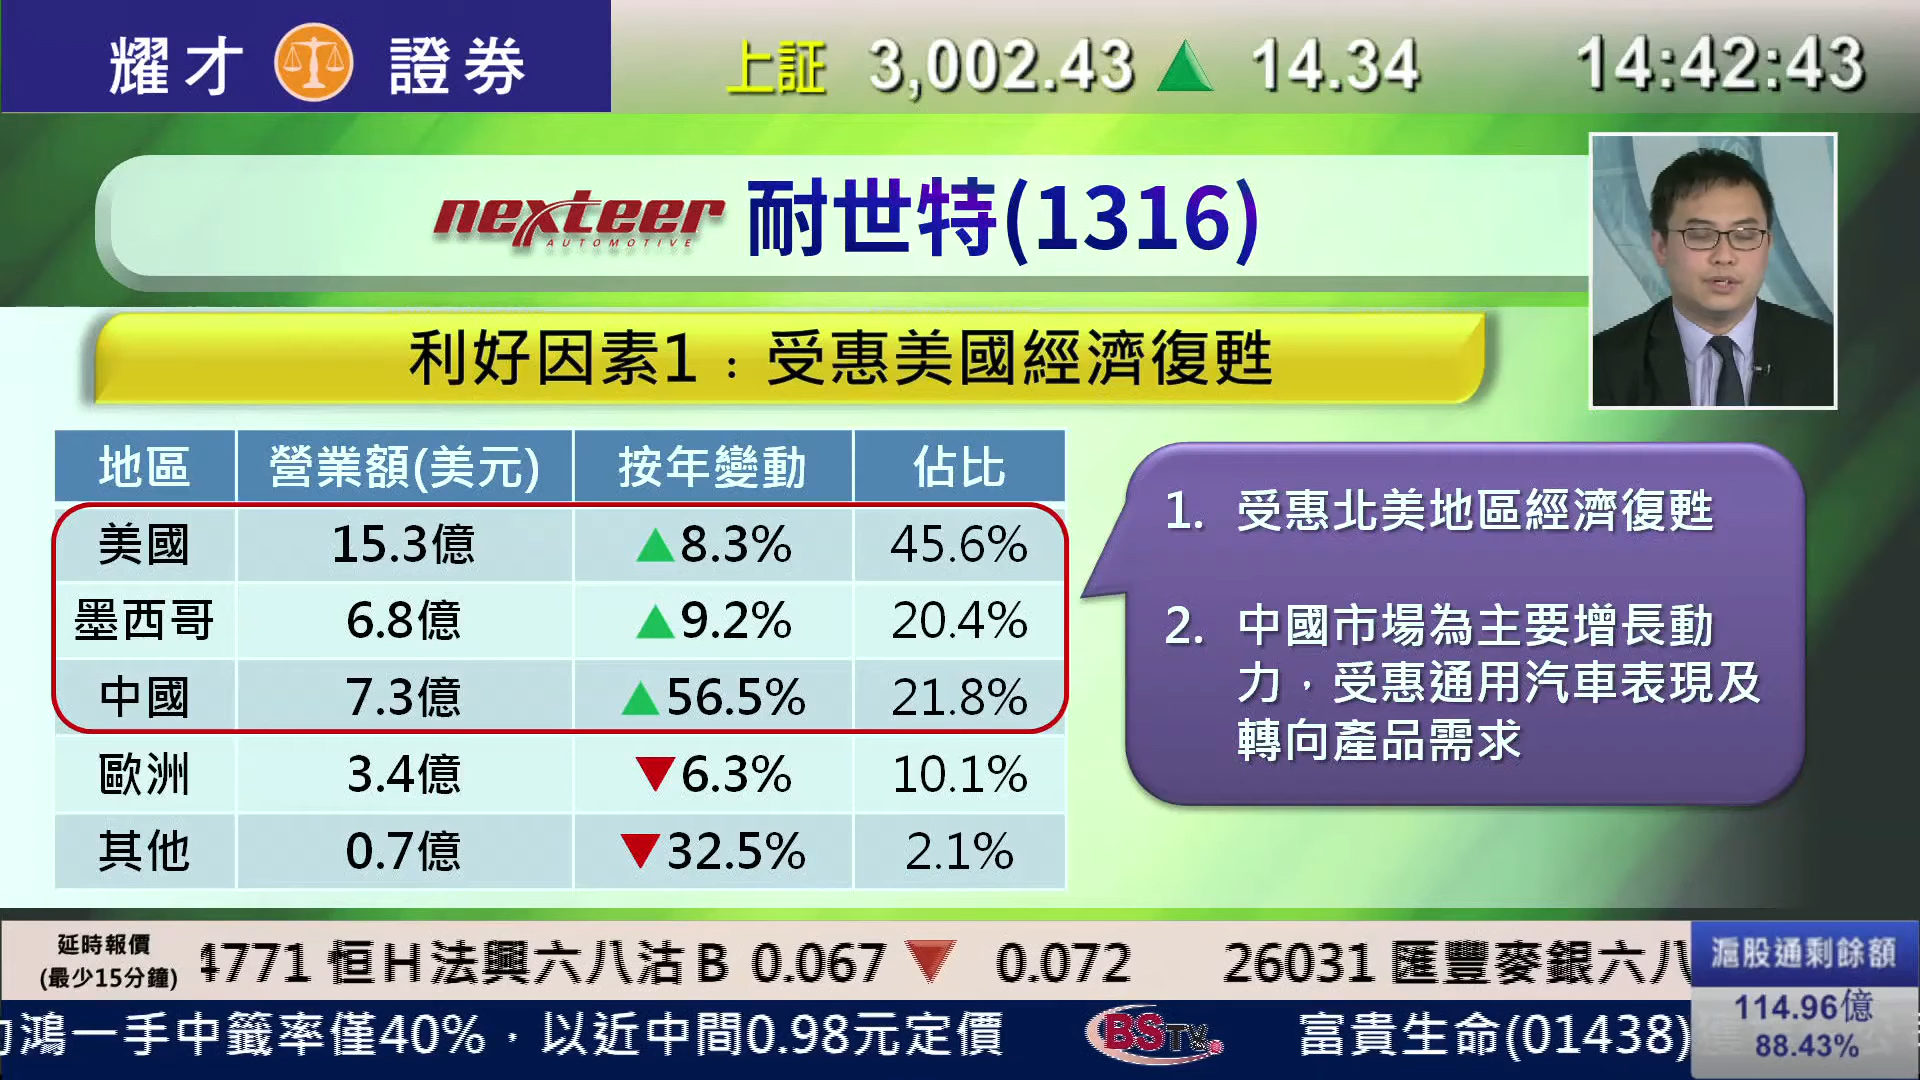 耀才 證券
上証 3,002.43 ▲ 14.34 14:42:43
nexteer 耐世特(1316)
AUTOMOTIVE
利好因素1：受惠美國經濟復甦
地區 營業額(美元) 按年變動 佔比
美國 15.3億 ▲8.3% 45.6%
墨西哥 6.8億 ▲9.2% 20.4%
中國 7.3億 ▲56.5% 21.8%
歐洲 3.4億 ▼6.3% 10.1%
其他 0.7億 ▼32.5% 2.1%
1. 受惠北美地區經濟復甦
2. 中國市場為主要增長動
力，受惠通用汽車表現及
轉向產品需求
延時報價
(最少15分鐘)
4771 恒H法興六八沽B 0.067 ▼ 0.072 26031 匯豐麥銀六八
滬股通剩餘額
114.96億
88.43%
鴻一手中籤率僅40%，以近中間0.98元定價 BSTV 富貴生命(01438)